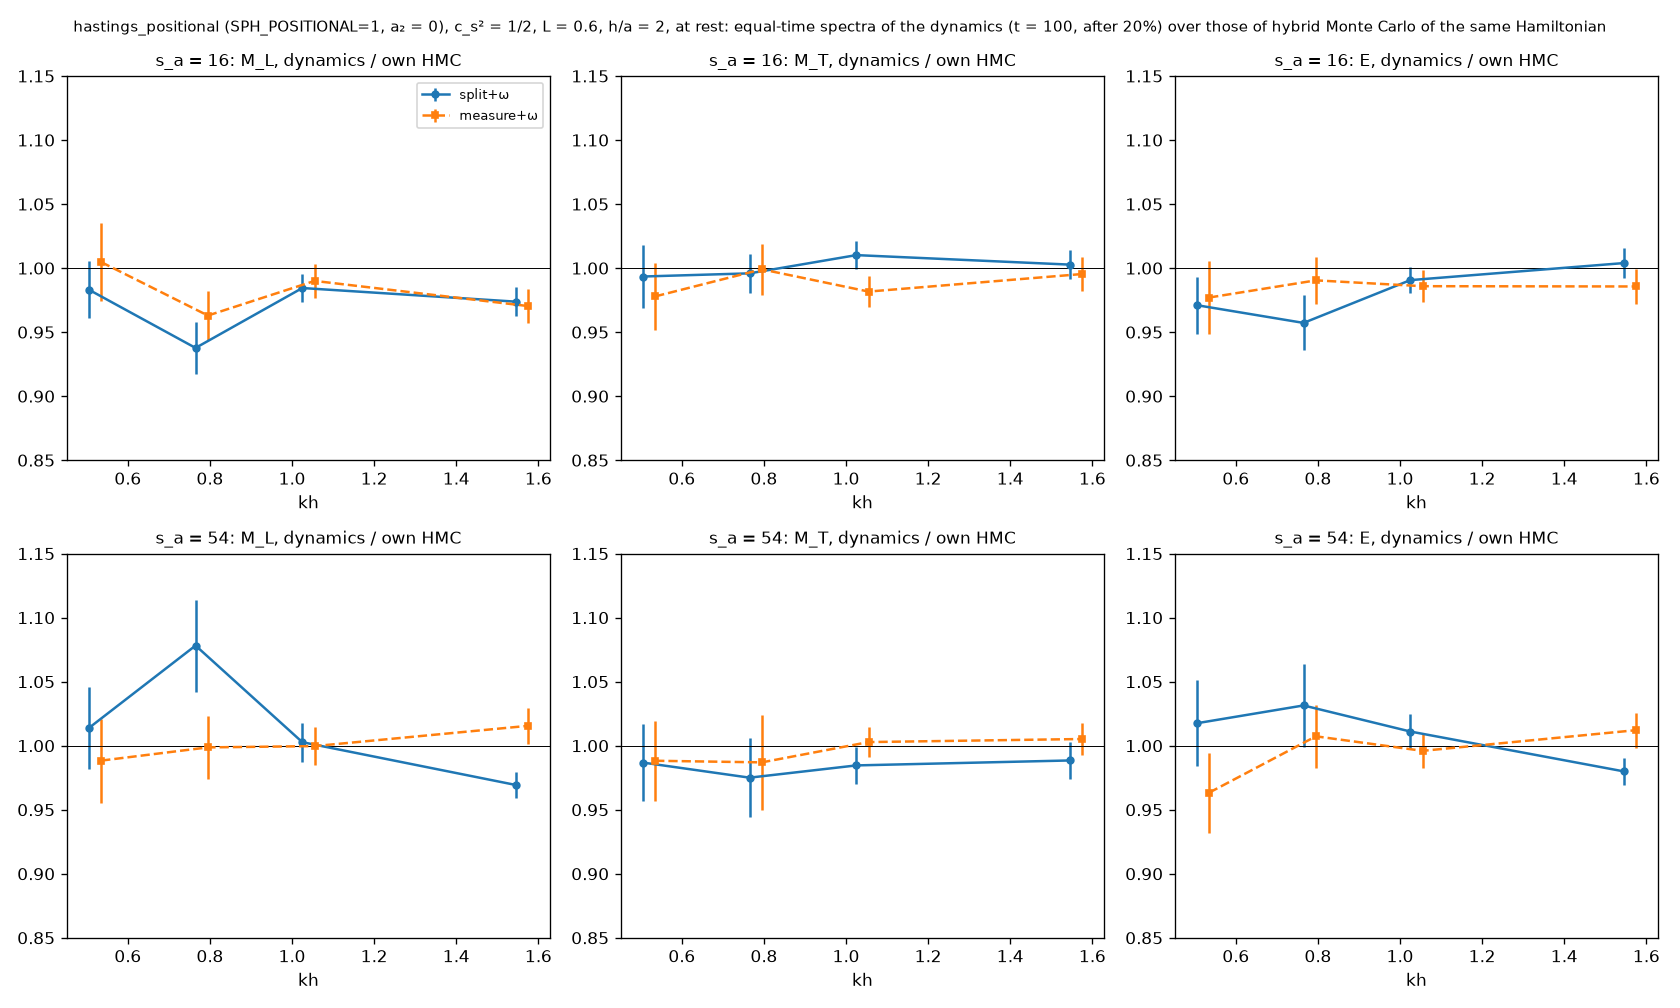 hastings_positional (SPH_POSITIONAL=1, a₂ = 0), c_s² = 1/2, L = 0.6, h/a = 2, at rest: equal-time spectra of the dynamics (t = 100, after 20%) over those of hybrid Monte Carlo of the same Hamiltonian
s_a = 16: M_L, dynamics / own HMC
1.15
1.10
1.05
1.00
0.95
0.90
0.85
0.6 0.8 1.0 1.2 1.4 1.6
kh
split+ω
measure+ω
s_a = 16: M_T, dynamics / own HMC
1.15
1.10
1.05
1.00
0.95
0.90
0.85
0.6 0.8 1.0 1.2 1.4 1.6
kh
s_a = 16: E, dynamics / own HMC
1.15
1.10
1.05
1.00
0.95
0.90
0.85
0.6 0.8 1.0 1.2 1.4 1.6
kh
s_a = 54: M_L, dynamics / own HMC
1.15
1.10
1.05
1.00
0.95
0.90
0.85
0.6 0.8 1.0 1.2 1.4 1.6
kh
s_a = 54: M_T, dynamics / own HMC
1.15
1.10
1.05
1.00
0.95
0.90
0.85
0.6 0.8 1.0 1.2 1.4 1.6
kh
s_a = 54: E, dynamics / own HMC
1.15
1.10
1.05
1.00
0.95
0.90
0.85
0.6 0.8 1.0 1.2 1.4 1.6
kh